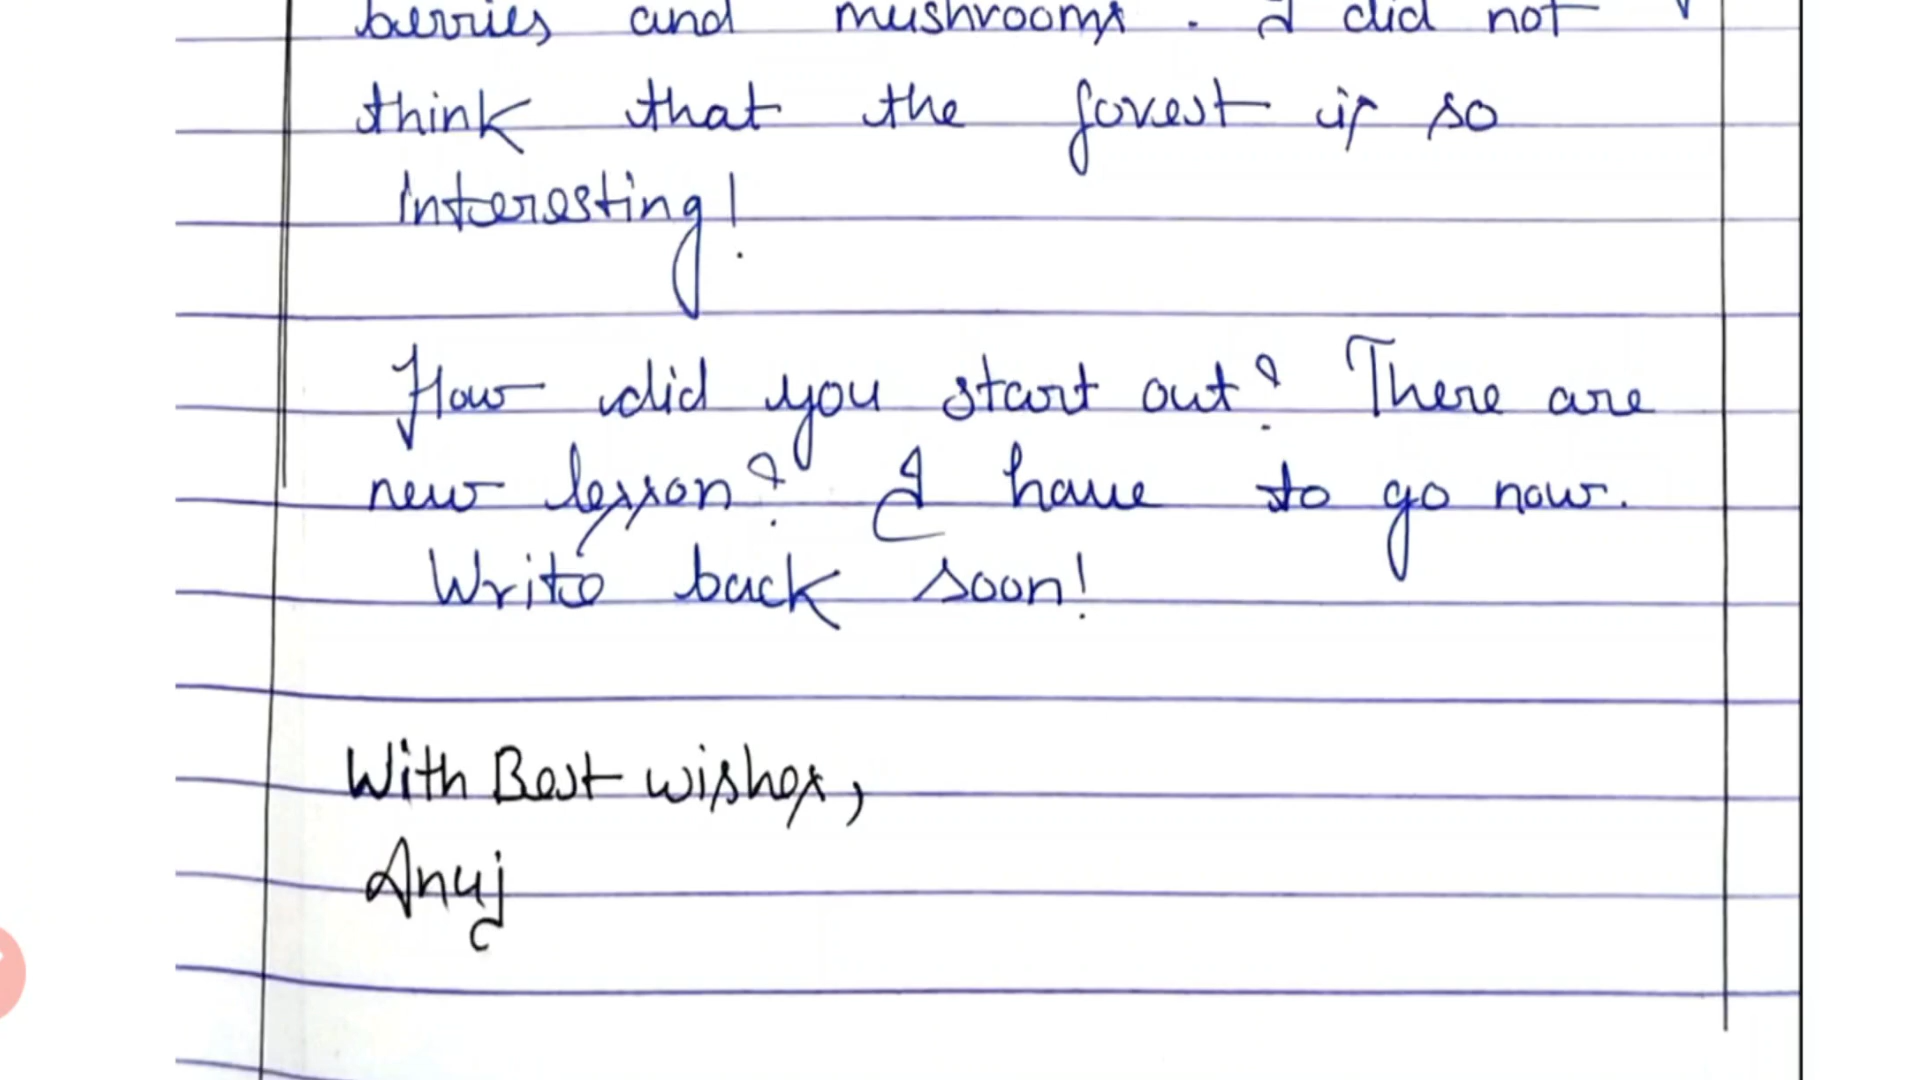 berries and mushrooms. I did not
think that the forest is so
interesting!
How did you start out? There are
new lesson? I have to go now.
Write back soon!
With Best wishes,
Anuj